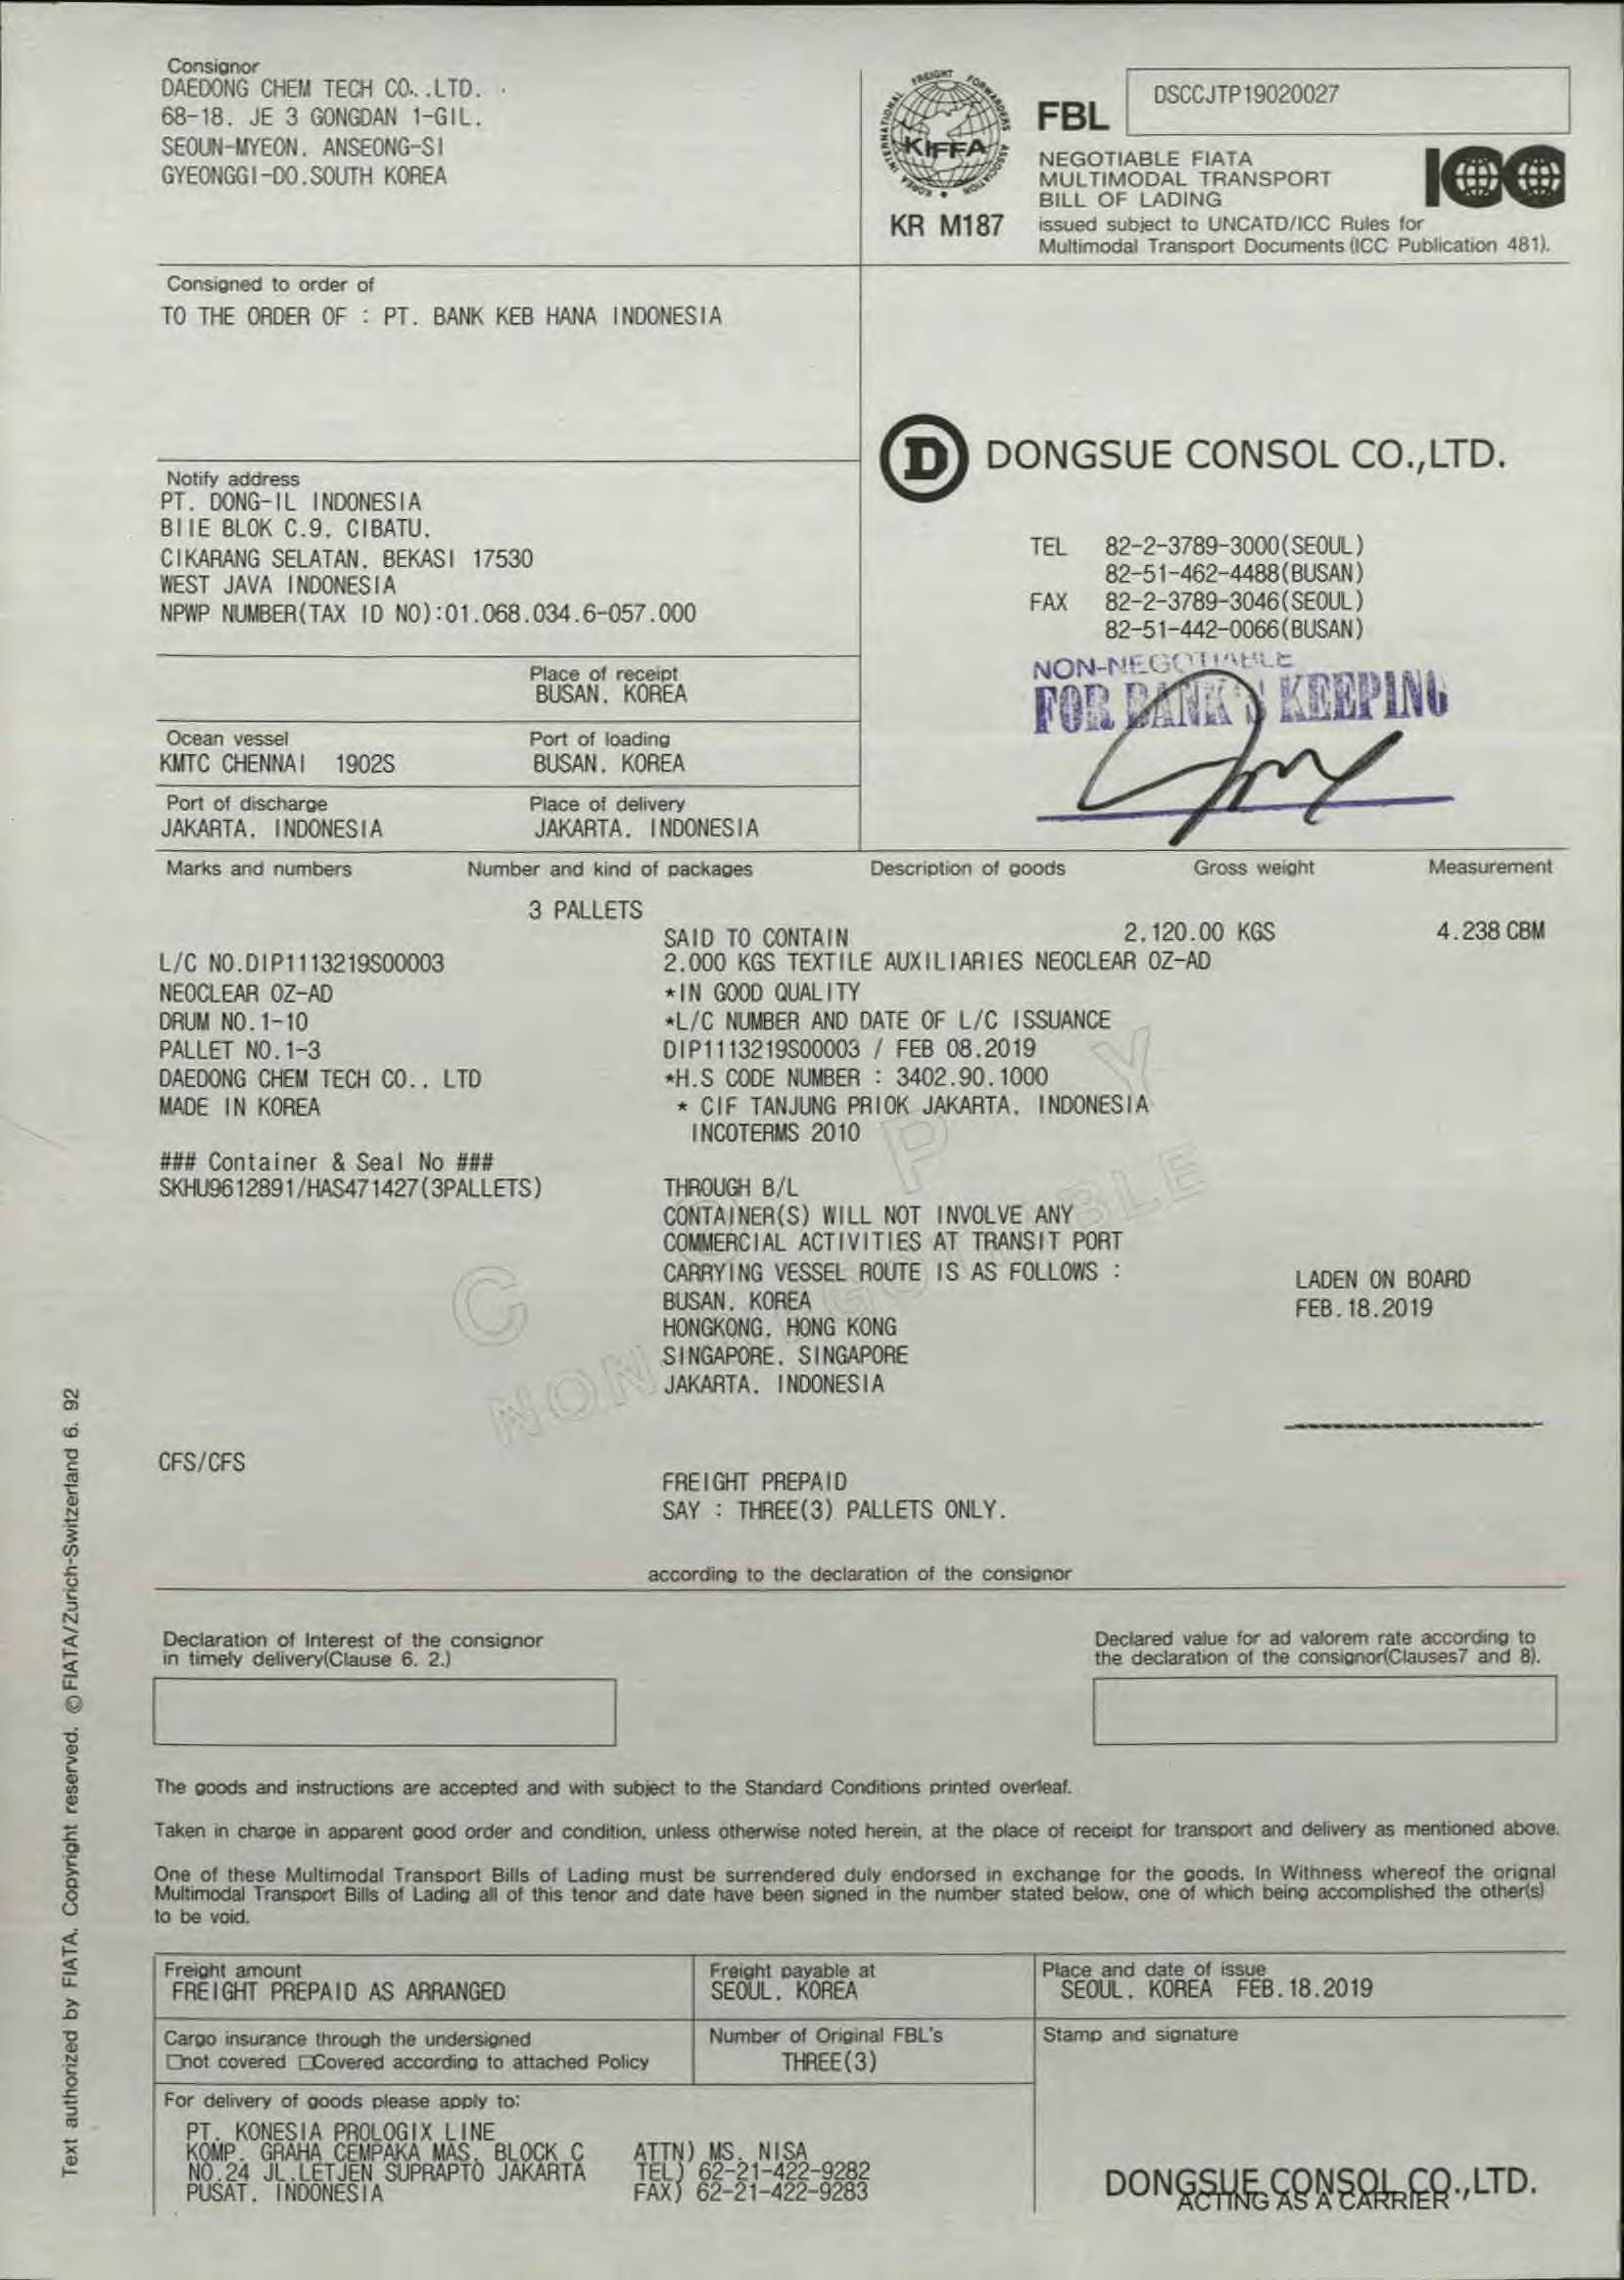 Consignor
DAEDONG CHEM TECH CO.,.LTD.
68-18. JE 3 GONGDAN 1-GIL.
SEOUN-MYEON. ANSEONG-SI
GYEONGGI-DO.SOUTH KOREA
KOREA INTERNATIONAL FREIGHT FORWARDERS ASSOCIATION
KIFFA
KR M187
FBL
DSCCJTP19020027
NEGOTIABLE FIATA
MULTIMODAL TRANSPORT
BILL OF LADING
ICC
issued subject to UNCATD/ICC Rules for
Multimodal Transport Documents (ICC Publication 481).
Consigned to order of
TO THE ORDER OF : PT. BANK KEB HANA INDONESIA
D DONGSUE CONSOL CO.,LTD.
Notify address
PT. DONG-IL INDONESIA
BIIE BLOK C.9. CIBATU.
CIKARANG SELATAN. BEKASI 17530
WEST JAVA INDONESIA
NPWP NUMBER(TAX ID NO):01.068.034.6-057.000
TEL 82-2-3789-3000(SEOUL)
82-51-462-4488(BUSAN)
FAX 82-2-3789-3046(SEOUL)
82-51-442-0066(BUSAN)
NON-NEGOTIABLE
FOR BANK'S KEEPING
Place of receipt
BUSAN. KOREA
Ocean vessel Port of loading
KMTC CHENNAI 1902S BUSAN. KOREA
Port of discharge Place of delivery
JAKARTA. INDONESIA JAKARTA. INDONESIA
Marks and numbers Number and kind of packages Description of goods Gross weight Measurement
3 PALLETS
SAID TO CONTAIN 2.120.00 KGS 4.238 CBM
L/C NO.DIP1113219S00003 2.000 KGS TEXTILE AUXILIARIES NEOCLEAR OZ-AD
NEOCLEAR OZ-AD *IN GOOD QUALITY
DRUM NO.1-10 *L/C NUMBER AND DATE OF L/C ISSUANCE
PALLET NO.1-3 DIP1113219S00003 / FEB 08.2019
DAEDONG CHEM TECH CO.. LTD *H.S CODE NUMBER : 3402.90.1000
MADE IN KOREA * CIF TANJUNG PRIOK JAKARTA. INDONESIA
INCOTERMS 2010
### Container & Seal No ###
SKHU9612891/HAS471427(3PALLETS) THROUGH B/L
CONTAINER(S) WILL NOT INVOLVE ANY
COMMERCIAL ACTIVITIES AT TRANSIT PORT
CARRYING VESSEL ROUTE IS AS FOLLOWS :
BUSAN. KOREA
HONGKONG. HONG KONG
SINGAPORE. SINGAPORE
JAKARTA. INDONESIA
LADEN ON BOARD
FEB.18.2019
COPY
CFS/CFS
FREIGHT PREPAID
SAY : THREE(3) PALLETS ONLY.
according to the declaration of the consignor
Declaration of Interest of the consignor
in timely delivery(Clause 6. 2.)
Declared value for ad valorem rate according to
the declaration of the consignor(Clauses7 and 8).
The goods and instructions are accepted and with subject to the Standard Conditions printed overleaf.
Taken in charge in apparent good order and condition, unless otherwise noted herein, at the place of receipt for transport and delivery as mentioned above.
One of these Multimodal Transport Bills of Lading must be surrendered duly endorsed in exchange for the goods. In Withness whereof the orignal
Multimodal Transport Bills of Lading all of this tenor and date have been signed in the number stated below, one of which being accomplished the other(s)
to be void.
Freight amount
FREIGHT PREPAID AS ARRANGED
Freight payable at
SEOUL. KOREA
Place and date of issue
SEOUL. KOREA FEB.18.2019
Cargo insurance through the undersigned
□not covered □Covered according to attached Policy
Number of Original FBL's
THREE(3)
Stamp and signature
For delivery of goods please apply to:
PT. KONESIA PROLOGIX LINE
KOMP. GRAHA CEMPAKA MAS. BLOCK C ATTN) MS. NISA
NO.24 JL.LETJEN SUPRAPTO JAKARTA TEL) 62-21-422-9282
PUSAT. INDONESIA FAX) 62-21-422-9283
DONGSUE CONSOL CO.,LTD.
ACTING AS A CARRIER
Text authorized by FIATA. Copyright reserved. © FIATA/Zurich-Switzerland 6. 92